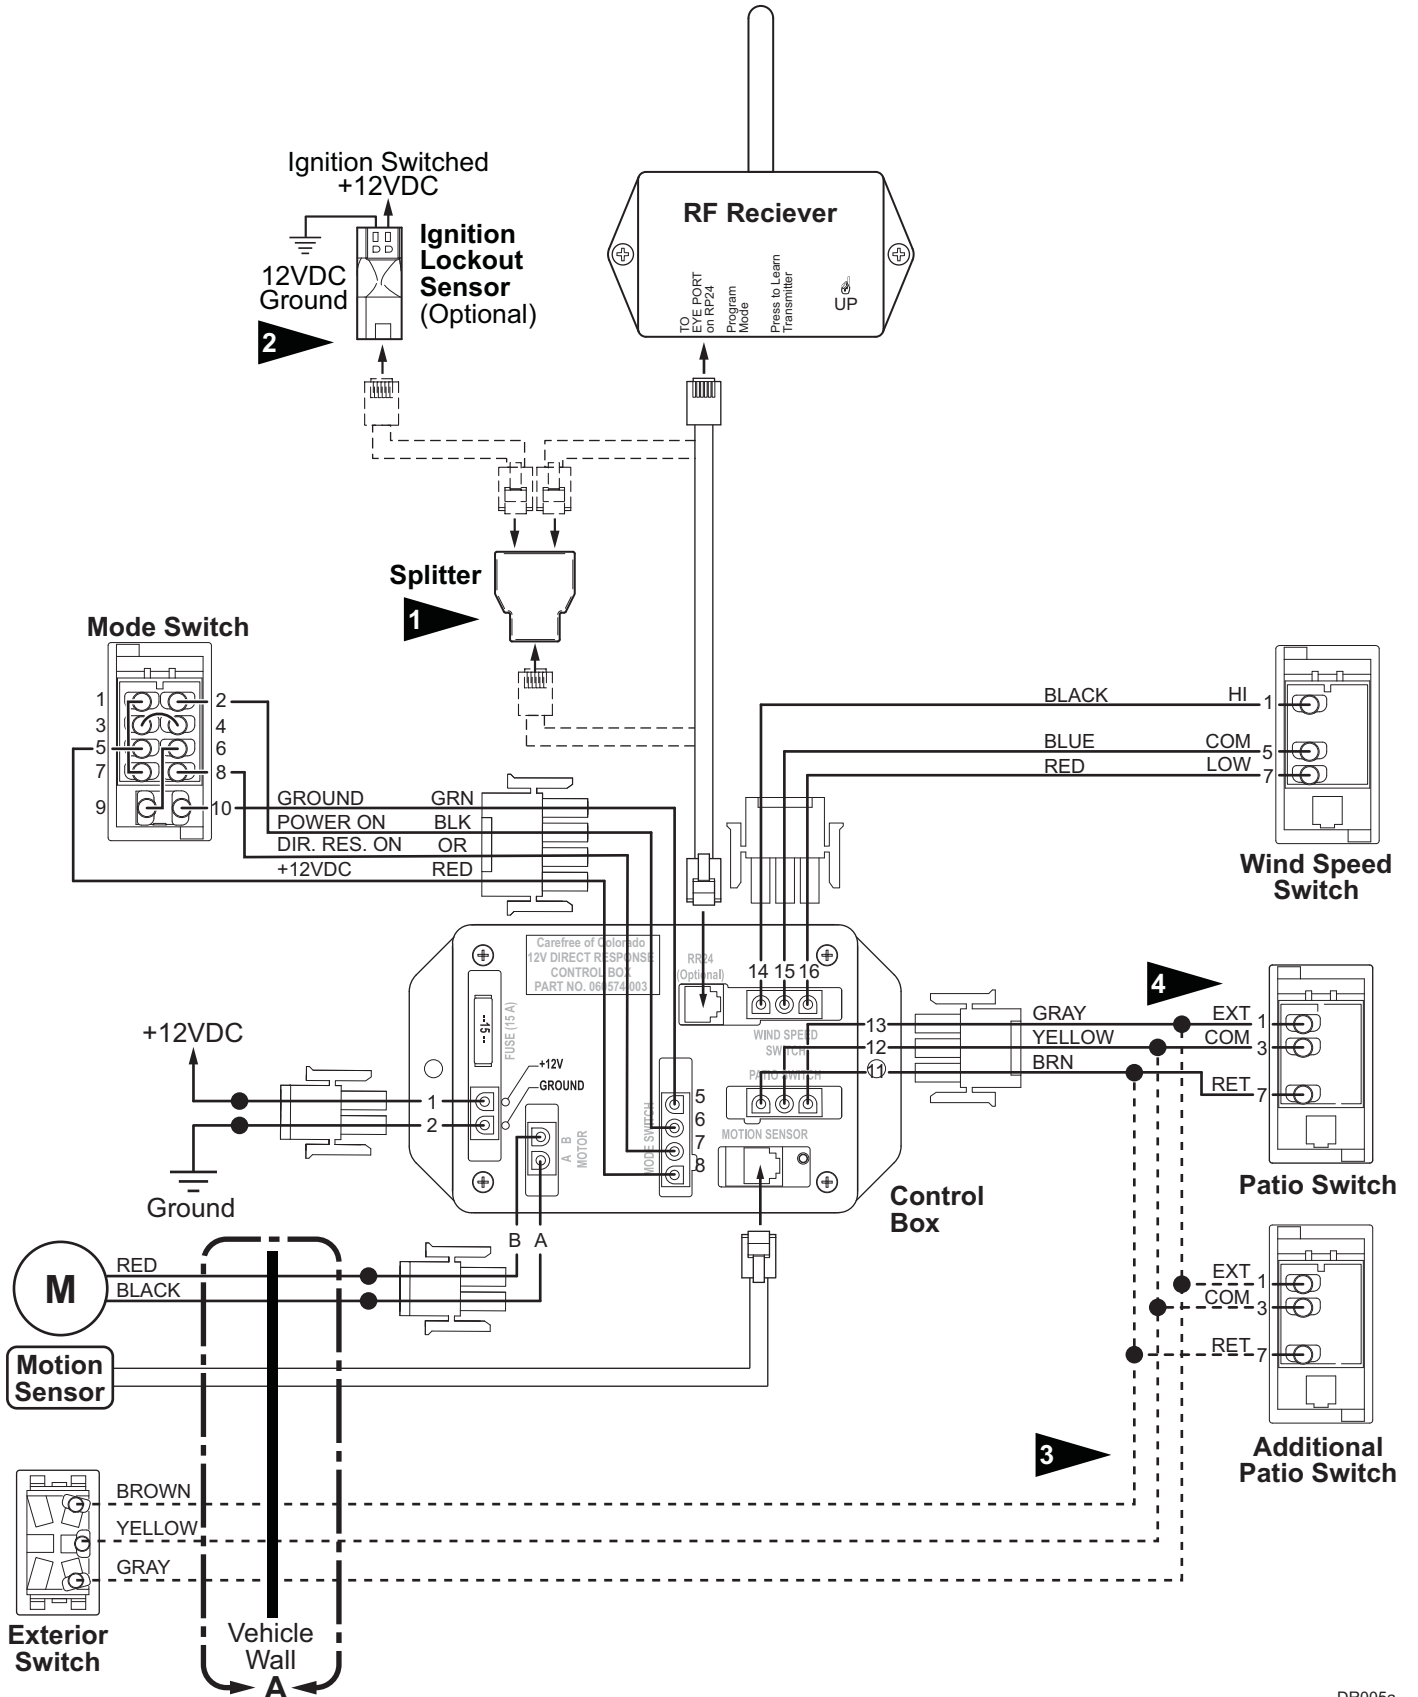 Ignition Switched
+12VDC
12VDC
Ground
Ignition
Lockout
Sensor
(Optional)
2
RF Reciever
TO
EYE PORT
on RP24
Program
Mode
Press to Learn
Transmitter
UP
Splitter
1
Mode Switch
1
2
3
4
5
6
7
8
9
10
GROUND
GRN
POWER ON
BLK
DIR. RES. ON
OR
+12VDC
RED
BLACK
HI
1
BLUE
COM
5
RED
LOW
7
Wind Speed
Switch
Carefree of Colorado
12V DIRECT RESPONSE
CONTROL BOX
PART NO. 060574-003
RR24
(Optional)
14 15 16
WIND SPEED
SWITCH
--15--
FUSE (15 A)
+12V
GROUND
+12VDC
1
2
Ground
A B
MOTOR
MODE SWITCH
5
6
7
8
PATIO SWITCH
MOTION SENSOR
13
12
11
GRAY
EXT
1
YELLOW
COM
3
BRN
RET
7
4
Patio Switch
Control
Box
B A
M
RED
BLACK
Motion
Sensor
EXT
1
COM
3
RET
7
Additional
Patio Switch
3
BROWN
YELLOW
GRAY
Exterior
Switch
Vehicle
Wall
A
DR005a